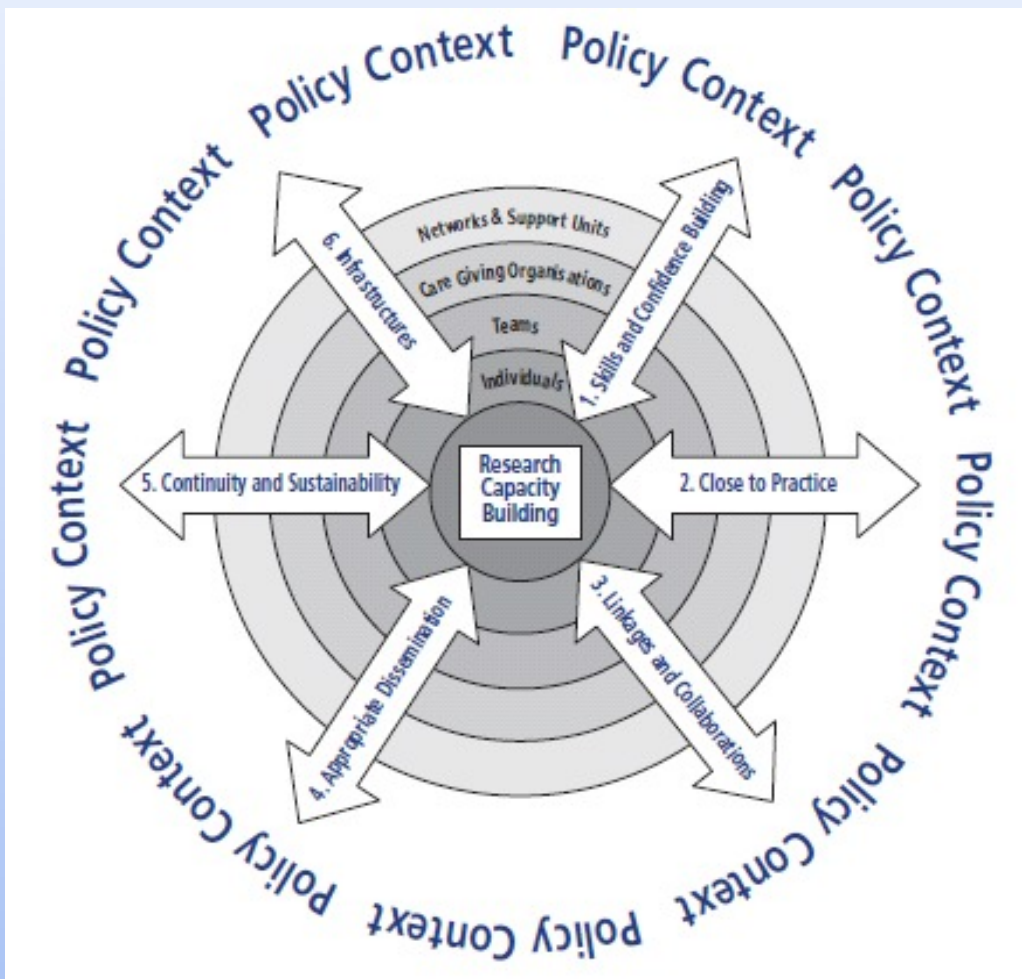 Policy Context
Policy Context
Policy Context
Policy Context
Policy Context
Policy Context
Policy Context
Policy Context
Policy Context
Networks & Support Units
Care Giving Organisations
Teams
Individuals
Research
Capacity
Building
1. Skills and Confidence Building
2. Close to Practice
3. Linkages and Collaborations
4. Appropriate Dissemination
5. Continuity and Sustainability
6. Infrastructures